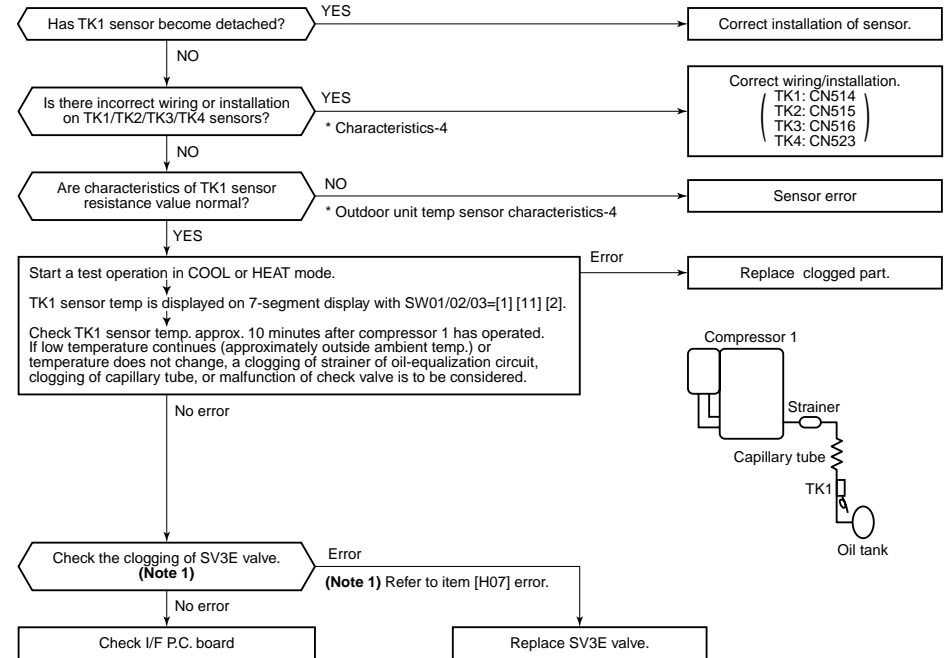 Has TK1 sensor become detached?
YES
Correct installation of sensor.
NO
Is there incorrect wiring or installation
on TK1/TK2/TK3/TK4 sensors?
YES
* Characteristics-4
Correct wiring/installation.
TK1: CN514
TK2: CN515
TK3: CN516
TK4: CN523
NO
Are characteristics of TK1 sensor
resistance value normal?
NO
* Outdoor unit temp sensor characteristics-4
Sensor error
YES
Start a test operation in COOL or HEAT mode.
TK1 sensor temp is displayed on 7-segment display with SW01/02/03=[1] [11] [2].
Check TK1 sensor temp. approx. 10 minutes after compressor 1 has operated.
If low temperature continues (approximately outside ambient temp.) or
temperature does not change, a clogging of strainer of oil-equalization circuit,
clogging of capillary tube, or malfunction of check valve is to be considered.
Error
Replace clogged part.
No error
Compressor 1
Strainer
Capillary tube
TK1
Oil tank
Check the clogging of SV3E valve.
(Note 1)
Error
(Note 1) Refer to item [H07] error.
No error
Check I/F P.C. board
Replace SV3E valve.